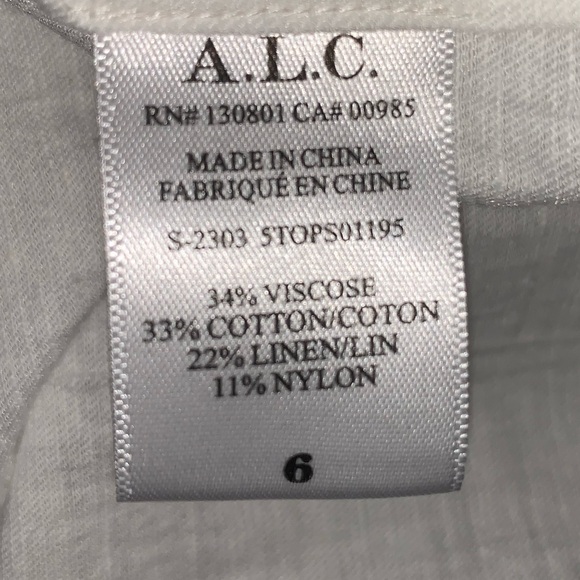 A.L.C.
RN# 130801 CA# 00985
MADE IN CHINA
FABRIQUÉ EN CHINE
S-2303 5TOPS01195
34% VISCOSE
33% COTTON/COTON
22% LINEN/LIN
11% NYLON
6